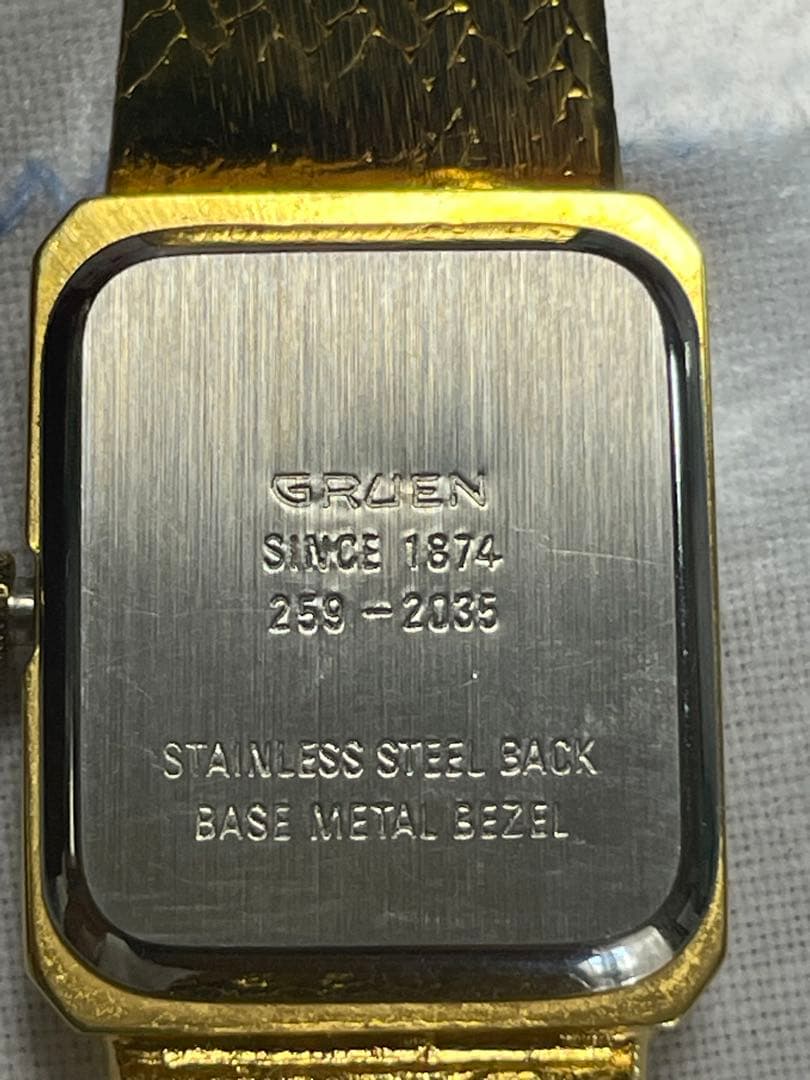 GRUEN
SINCE 1874
259-2035
STAINLESS STEEL BACK
BASE METAL BEZEL